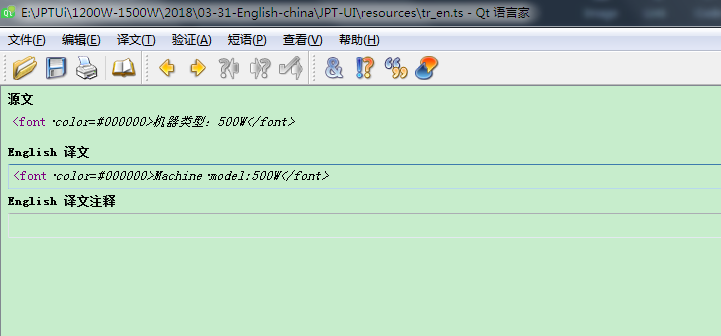 E:\JPTUi\1200W-1500W\2018\03-31-English-china\JPT-UI\resources\tr_en.ts - Qt 语言家
文件(F) 编辑(E) 译文(T) 验证(A) 短语(P) 查看(V) 帮助(H)
源文
<font·color=#000000>机器类型：500W</font>
English 译文
<font·color=#000000>Machine·model:500W</font>
English 译文注释